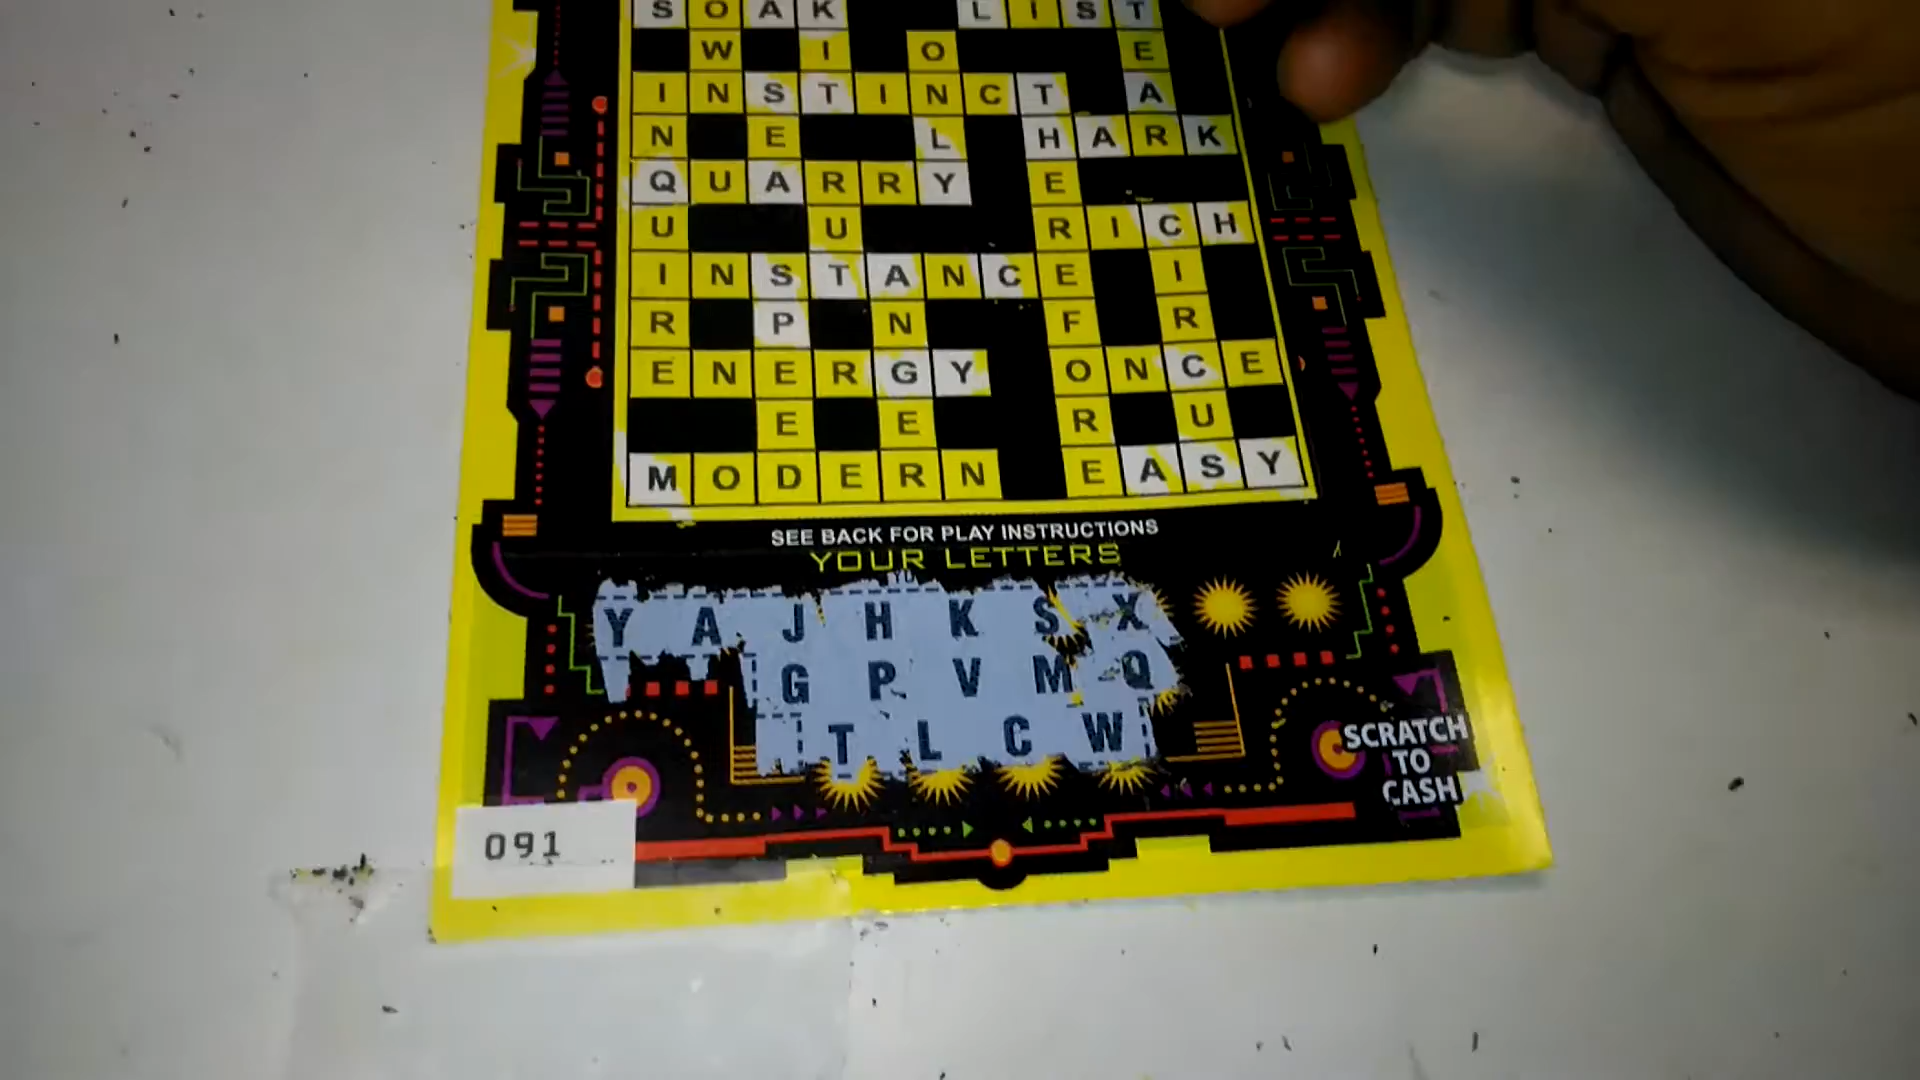 S O A K L I S T
W I O E
I N S T I N C T A
N E L H A R K
Q U A R R Y E
U U R I C H
I N S T A N C E I
R P N F R
E N E R G Y O N C E
E E R U
M O D E R N E A S Y
SEE BACK FOR PLAY INSTRUCTIONS
YOUR LETTERS
Y A J H K S X
G P V M Q
T L C W
SCRATCH
TO
CASH
091